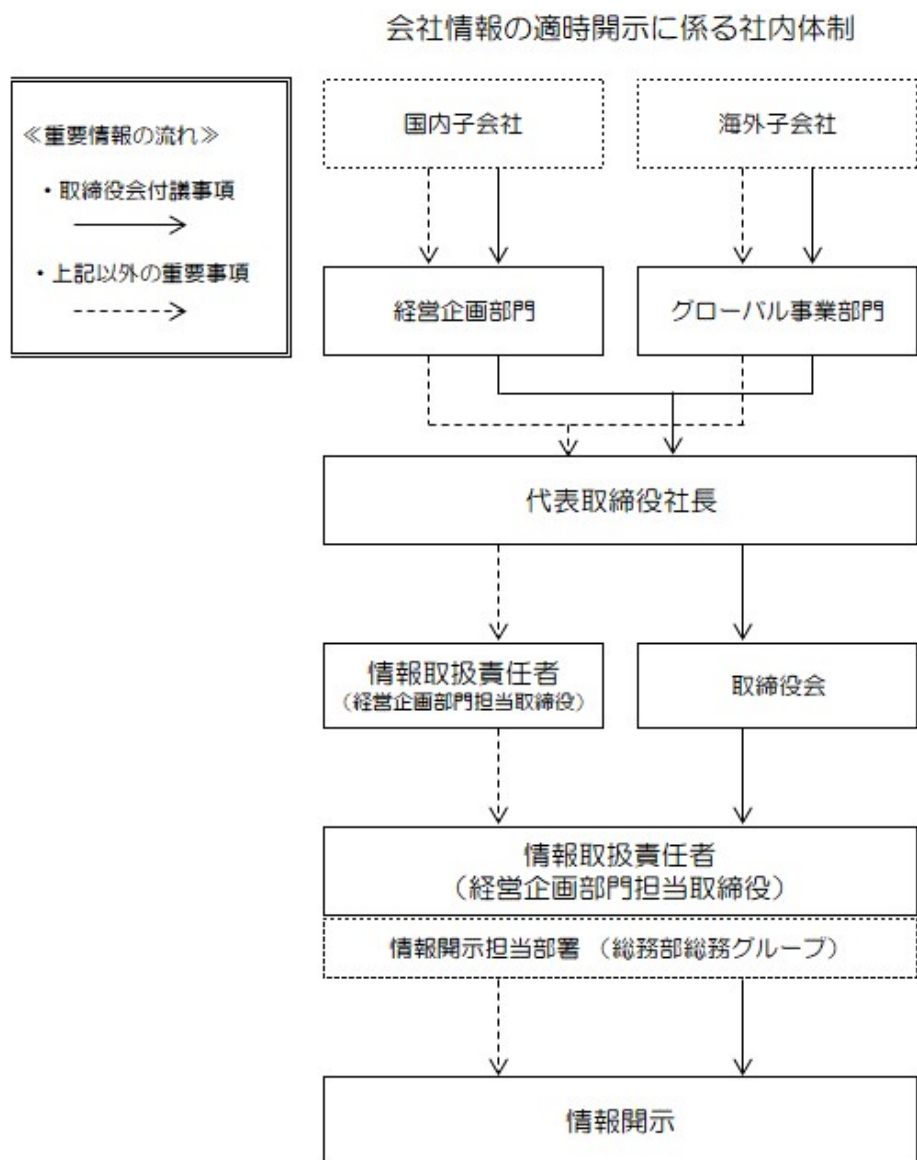 会社情報の適時開示に係る社内体制
≪重要情報の流れ≫
・取締役会付議事項
・上記以外の重要事項
国内子会社
海外子会社
経営企画部門
グローバル事業部門
代表取締役社長
情報取扱責任者
（経営企画部門担当取締役）
取締役会
情報取扱責任者
（経営企画部門担当取締役）
情報開示担当部署 （総務部総務グループ）
情報開示